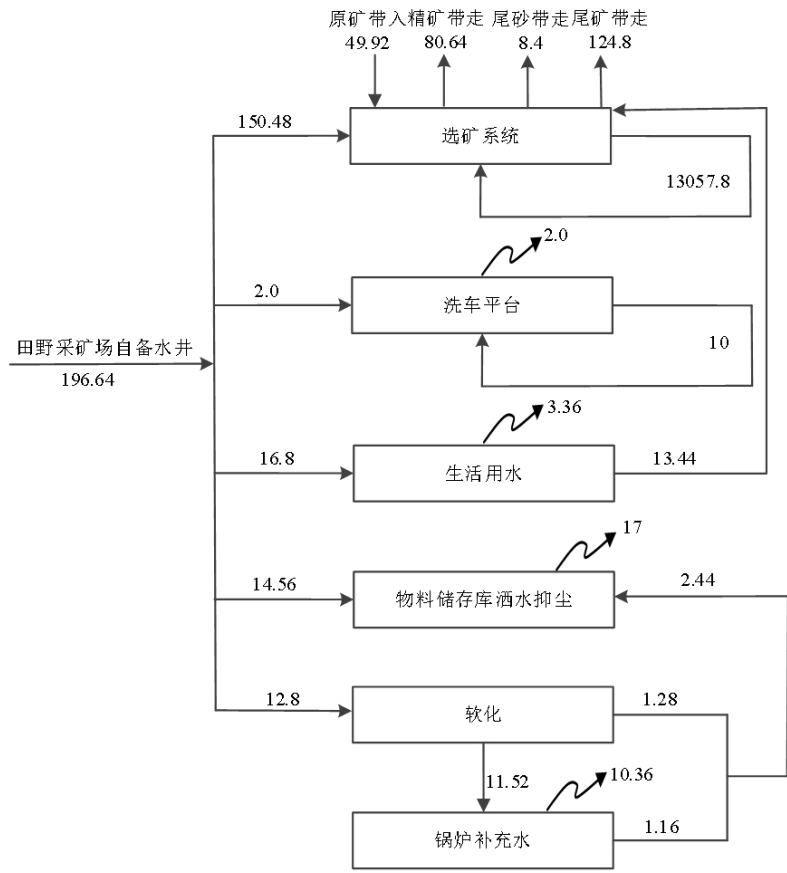 原矿带入精矿带走 尾砂带走 尾矿带走
49.92 80.64 8.4 124.8
150.48
选矿系统
13057.8
2.0
2.0
洗车平台
10
田野采矿场自备水井
196.64
3.36
16.8
生活用水
13.44
17
14.56
物料储存库洒水抑尘
2.44
12.8
软化
1.28
11.52
10.36
锅炉补充水
1.16